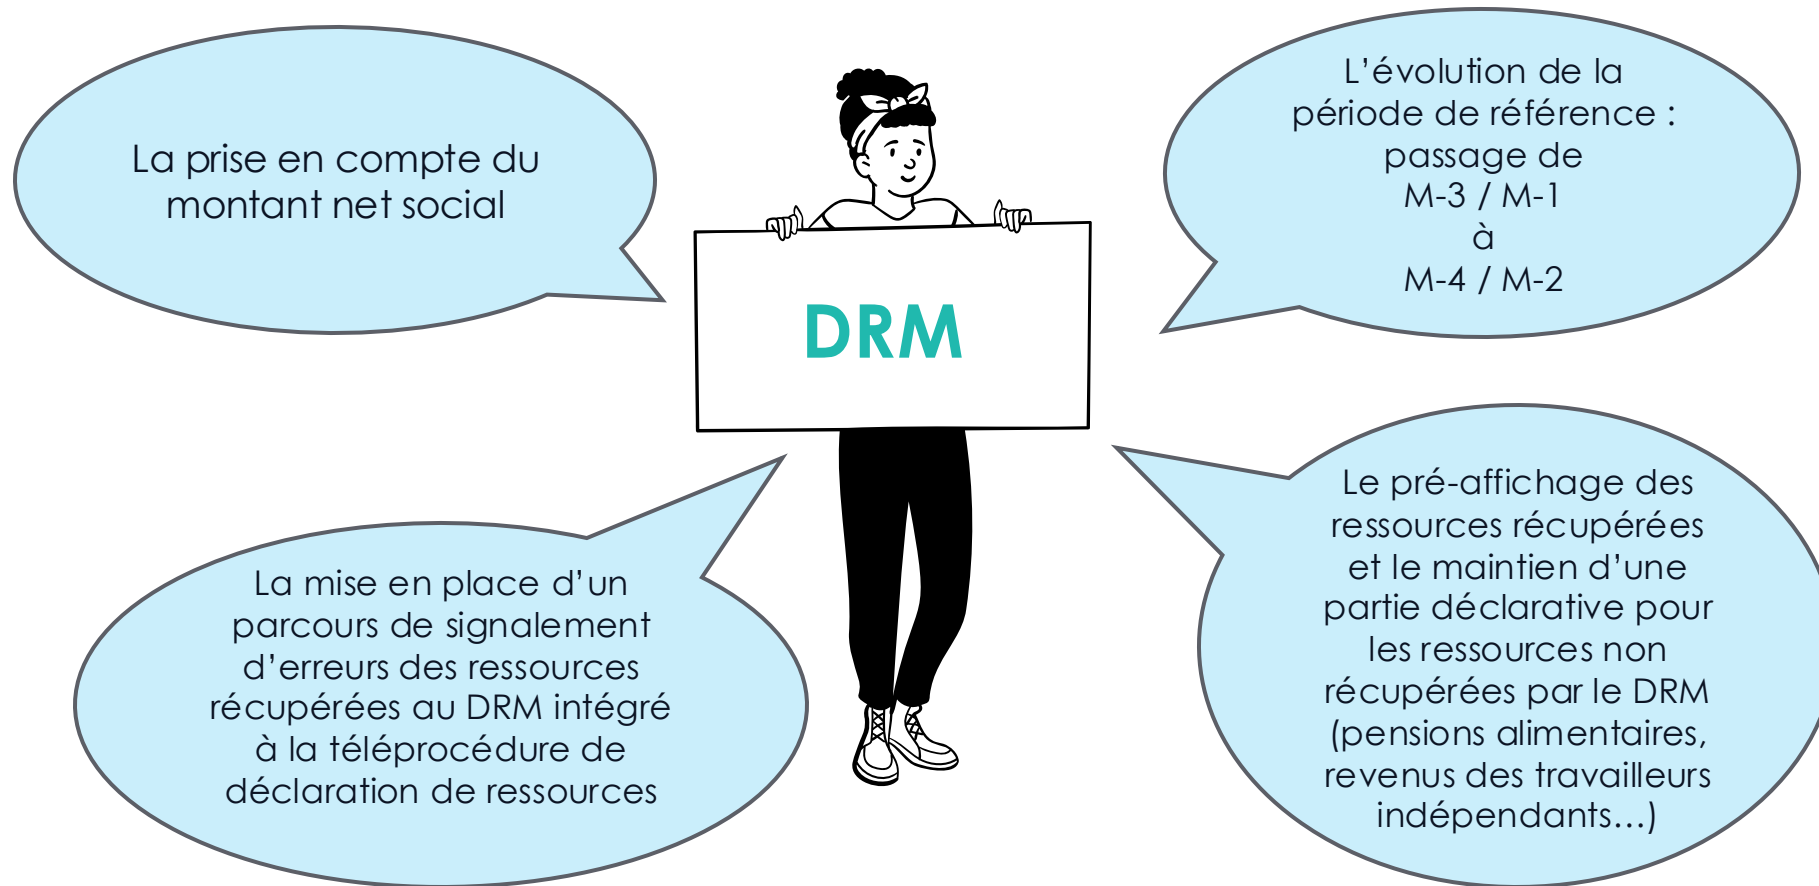 La prise en compte du
montant net social
L'évolution de la
période de référence :
passage de
M-3 / M-1
à
M-4 / M-2
DRM
La mise en place d'un
parcours de signalement
d'erreurs des ressources
récupérées au DRM intégré
à la téléprocédure de
déclaration de ressources
Le pré-affichage des
ressources récupérées
et le maintien d'une
partie déclarative pour
les ressources non
récupérées par le DRM
(pensions alimentaires,
revenus des travailleurs
indépendants…)